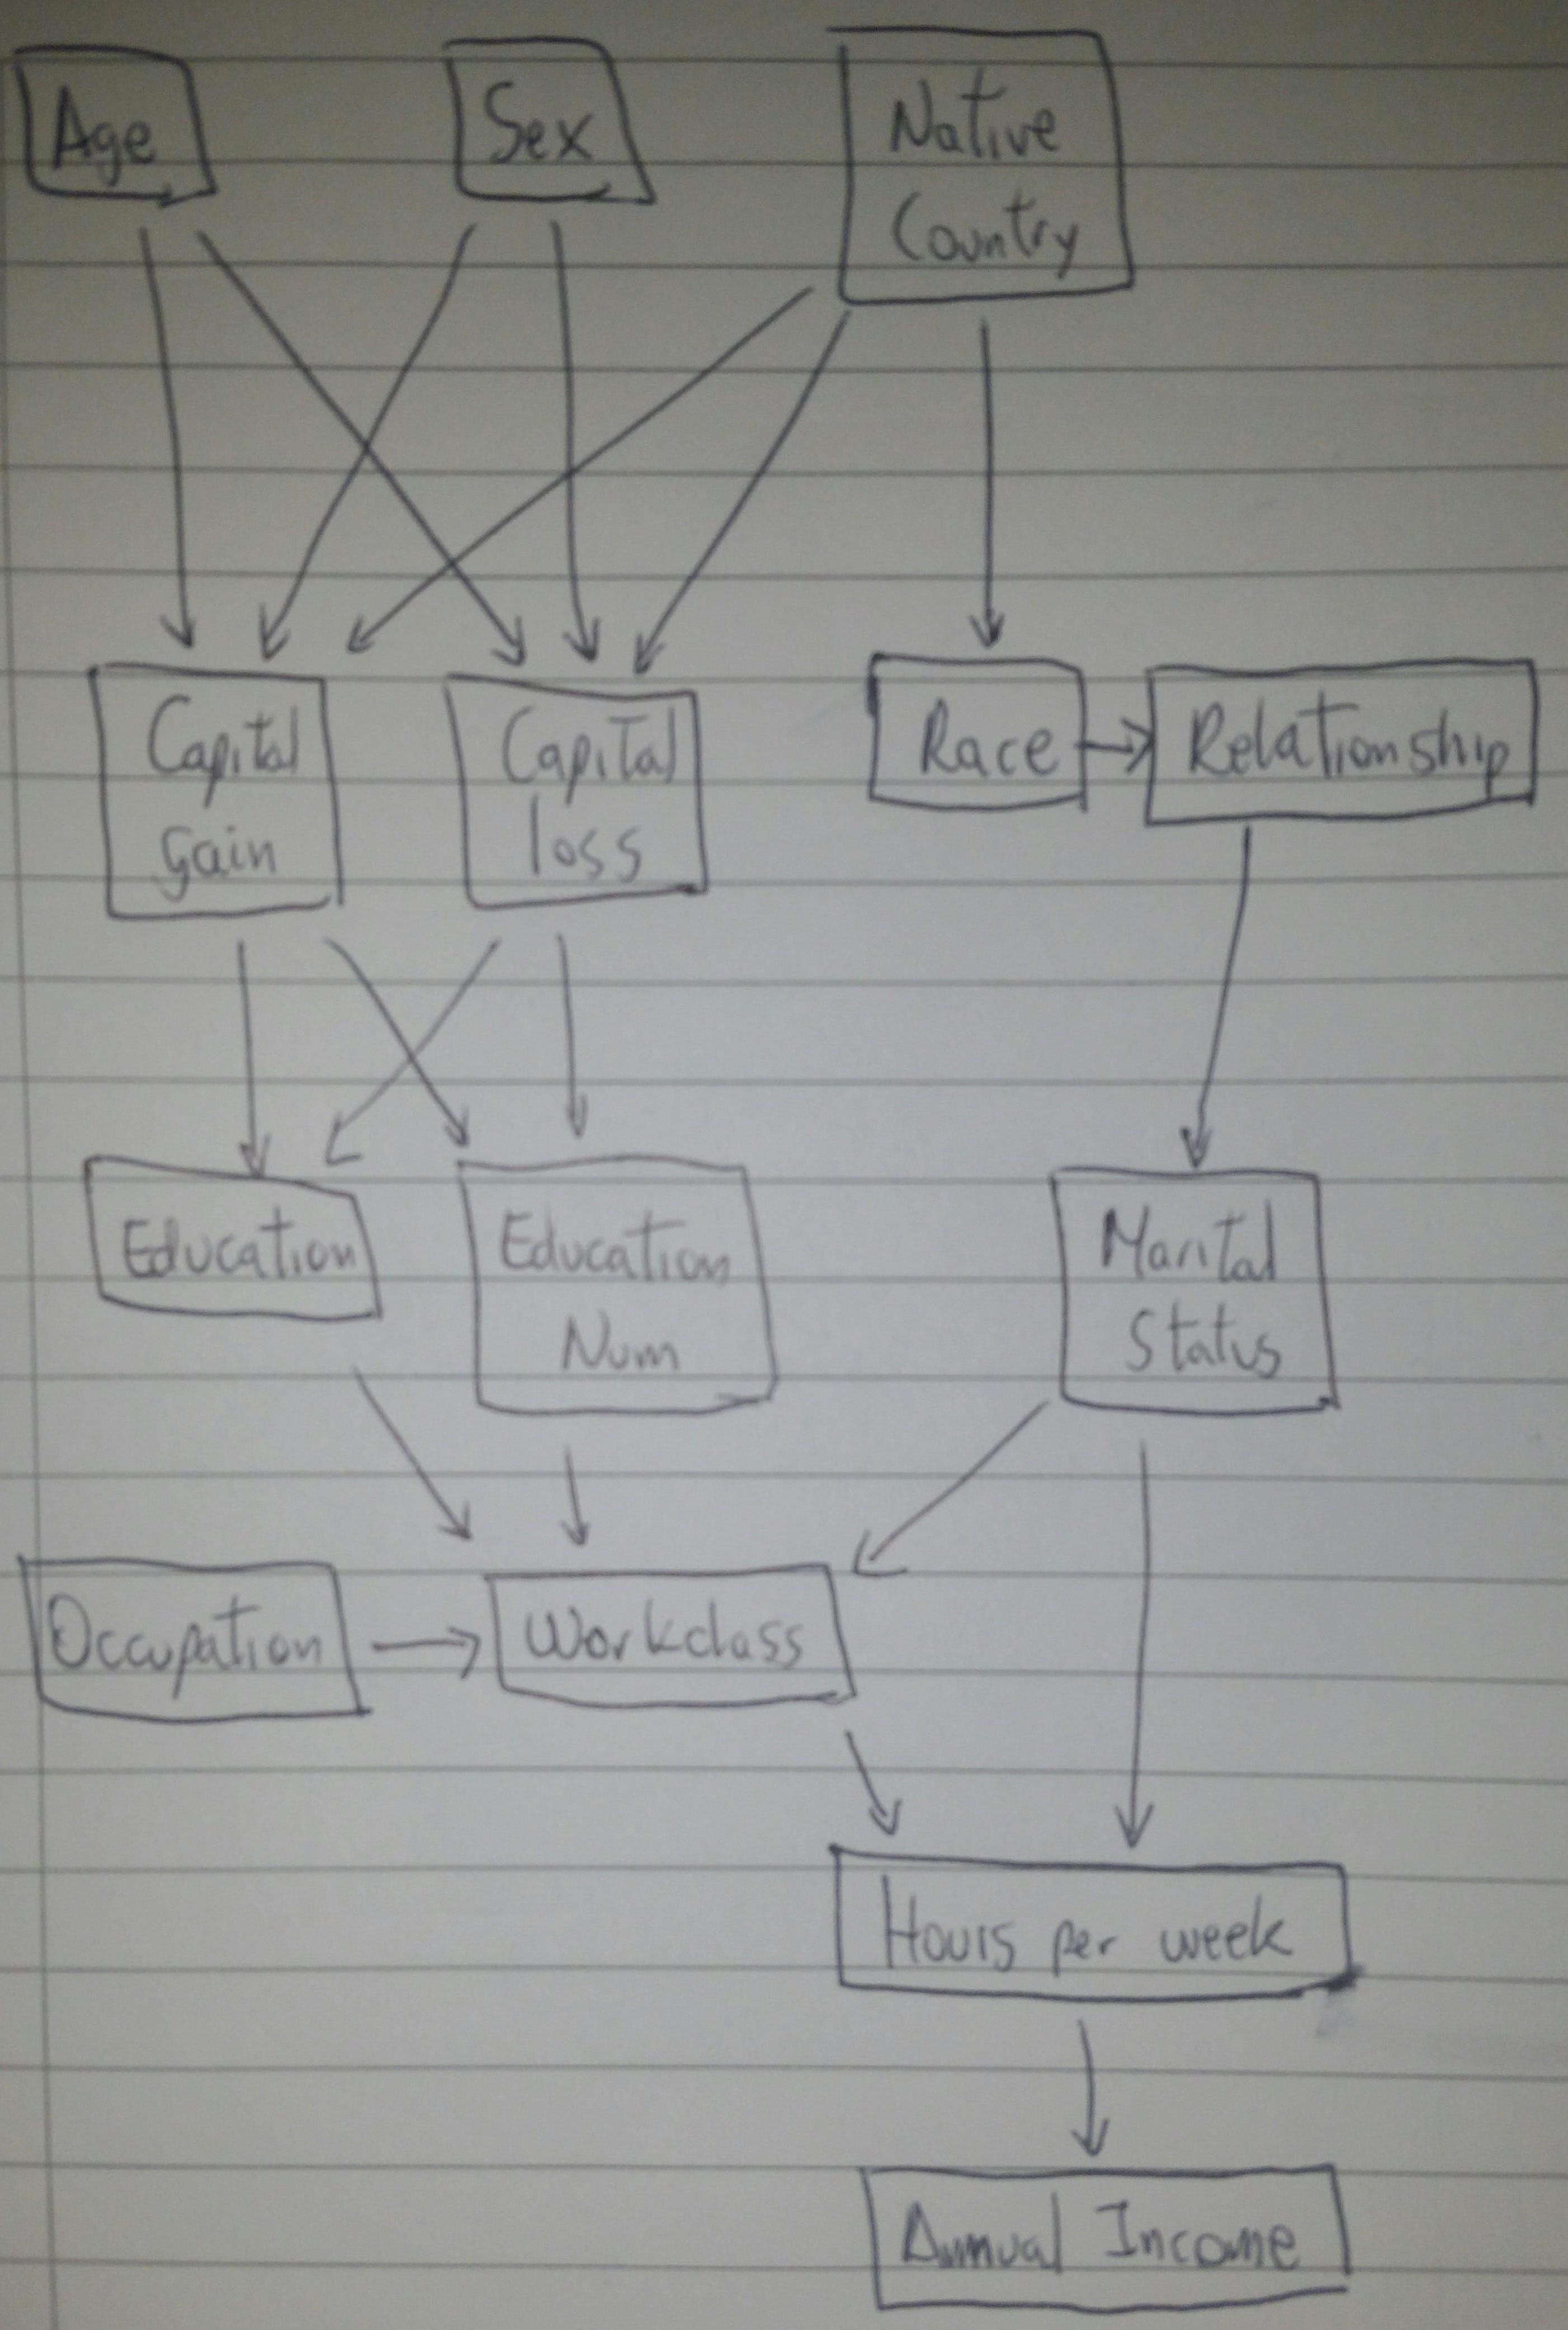 Age
Sex
Native
Country
Capital
gain
Capital
loss
Race
Relationship
Education
Education
Num
Marital
Status
Occupation
Workclass
Hours per week
Annual Income